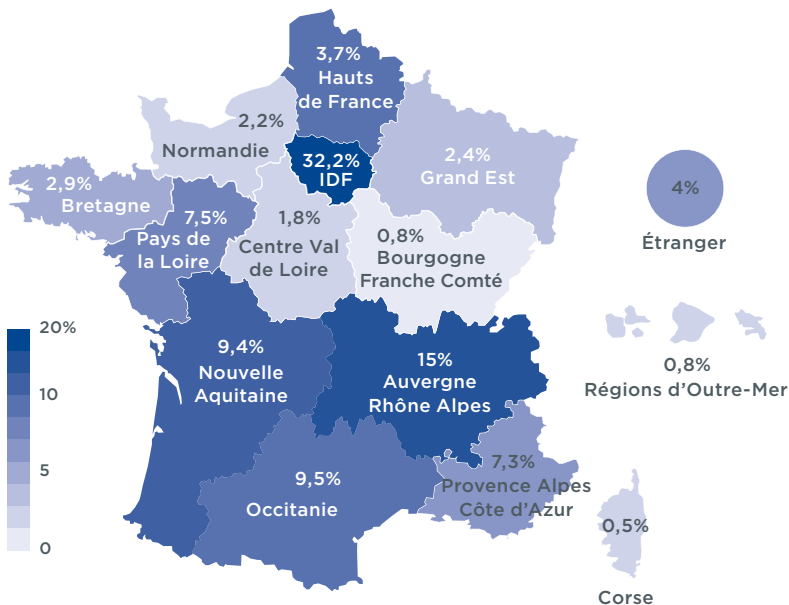 3,7%
Hauts
de France
2,2%
Normandie
32,2%
IDF
2,4%
Grand Est
4%
Étranger
2,9%
Bretagne
7,5%
Pays de
la Loire
1,8%
Centre Val
de Loire
0,8%
Bourgogne
Franche Comté
20%
10
5
0
9,4%
Nouvelle
Aquitaine
15%
Auvergne
Rhône Alpes
0,8%
Régions d’Outre-Mer
9,5%
Occitanie
7,3%
Provence Alpes
Côte d’Azur
0,5%
Corse